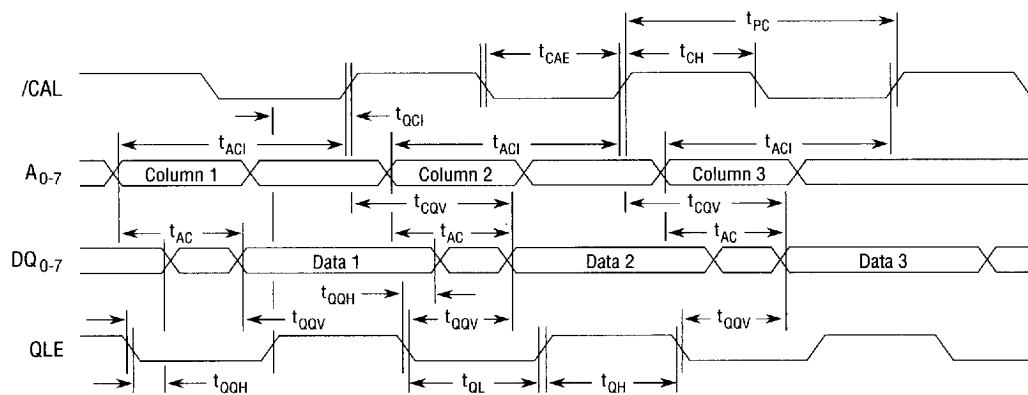 t_PC
t_CAE t_CH
/CAL
t_QCI
t_ACI t_ACI t_ACI
A_0-7 Column 1 Column 2 Column 3
t_CQV t_CQV
t_AC t_AC t_AC
DQ_0-7 Data 1 Data 2 Data 3
t_QQH
t_QQV t_QQV t_QQV
QLE
t_QQH t_QL t_QH